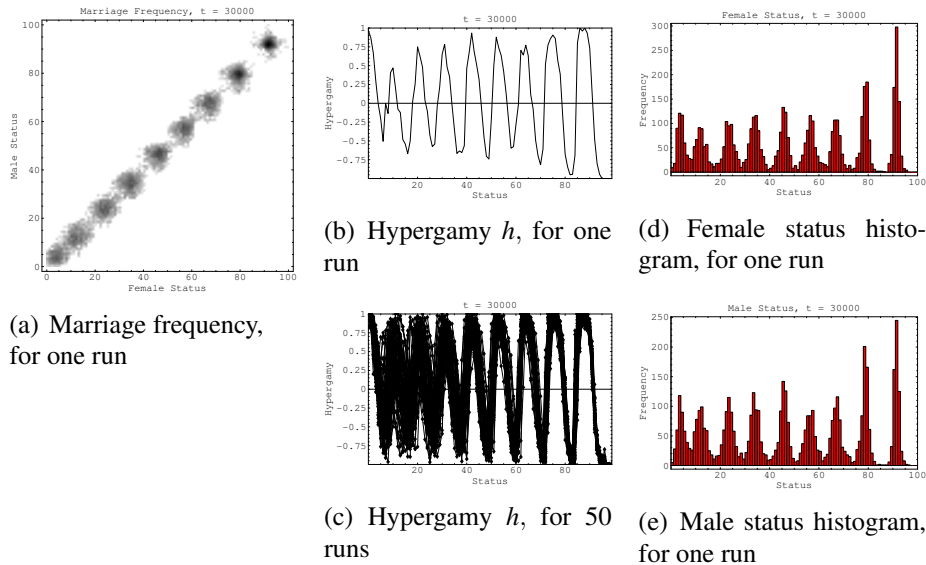 Marriage Frequency, t = 30000
100
80
60
40
20
0
Male Status
0 20 40 60 80 100
Female Status
(a) Marriage frequency,
for one run
t = 30000
1
0.75
0.5
0.25
0
-0.25
-0.5
-0.75
Hypergamy
20 40 60 80
Status
(b) Hypergamy h, for one
run
t = 30000
1
0.75
0.5
0.25
0
-0.25
-0.5
-0.75
Hypergamy
20 40 60 80
Status
(c) Hypergamy h, for 50
runs
Female Status, t = 30000
300
250
200
150
100
50
0
Frequency
20 40 60 80 100
Status
(d) Female status histo-
gram, for one run
Male Status, t = 30000
250
200
150
100
50
0
Frequency
20 40 60 80 100
Status
(e) Male status histogram,
for one run